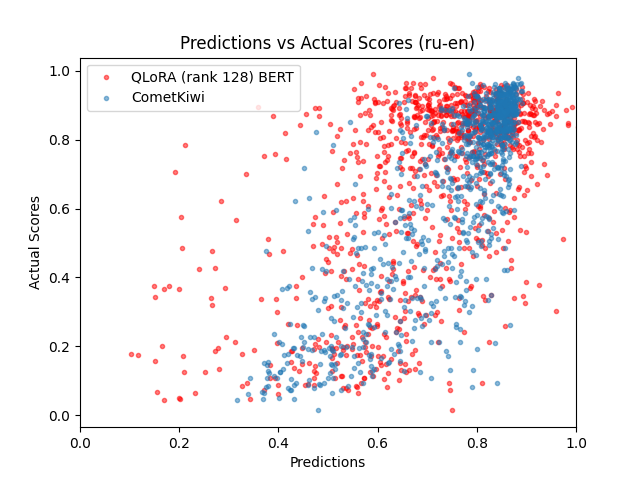 Predictions vs Actual Scores (ru-en)
QLoRA (rank 128) BERT
CometKiwi
Actual Scores
1.0
0.8
0.6
0.4
0.2
0.0
0.0 0.2 0.4 0.6 0.8 1.0
Predictions